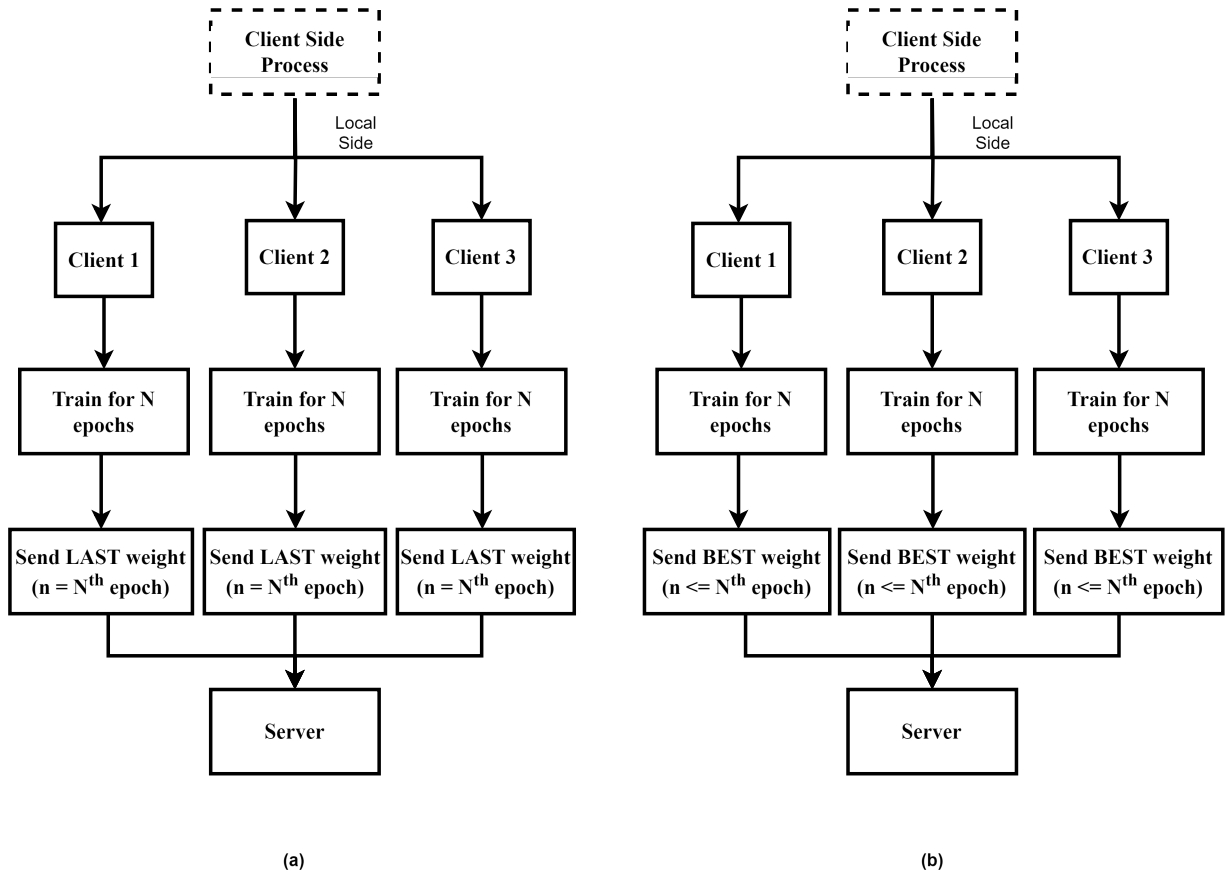 Client Side
Process
Local
Side
Client 1
Client 2
Client 3
Train for N
epochs
Train for N
epochs
Train for N
epochs
Send LAST weight
(n = Nth epoch)
Send LAST weight
(n = Nth epoch)
Send LAST weight
(n = Nth epoch)
Server
(a)
Client Side
Process
Local
Side
Client 1
Client 2
Client 3
Train for N
epochs
Train for N
epochs
Train for N
epochs
Send BEST weight
(n <= Nth epoch)
Send BEST weight
(n <= Nth epoch)
Send BEST weight
(n <= Nth epoch)
Server
(b)